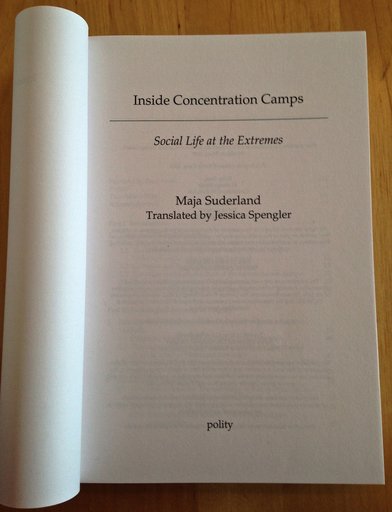 Inside Concentration Camps
Social Life at the Extremes
Maja Suderland
Translated by Jessica Spengler
polity